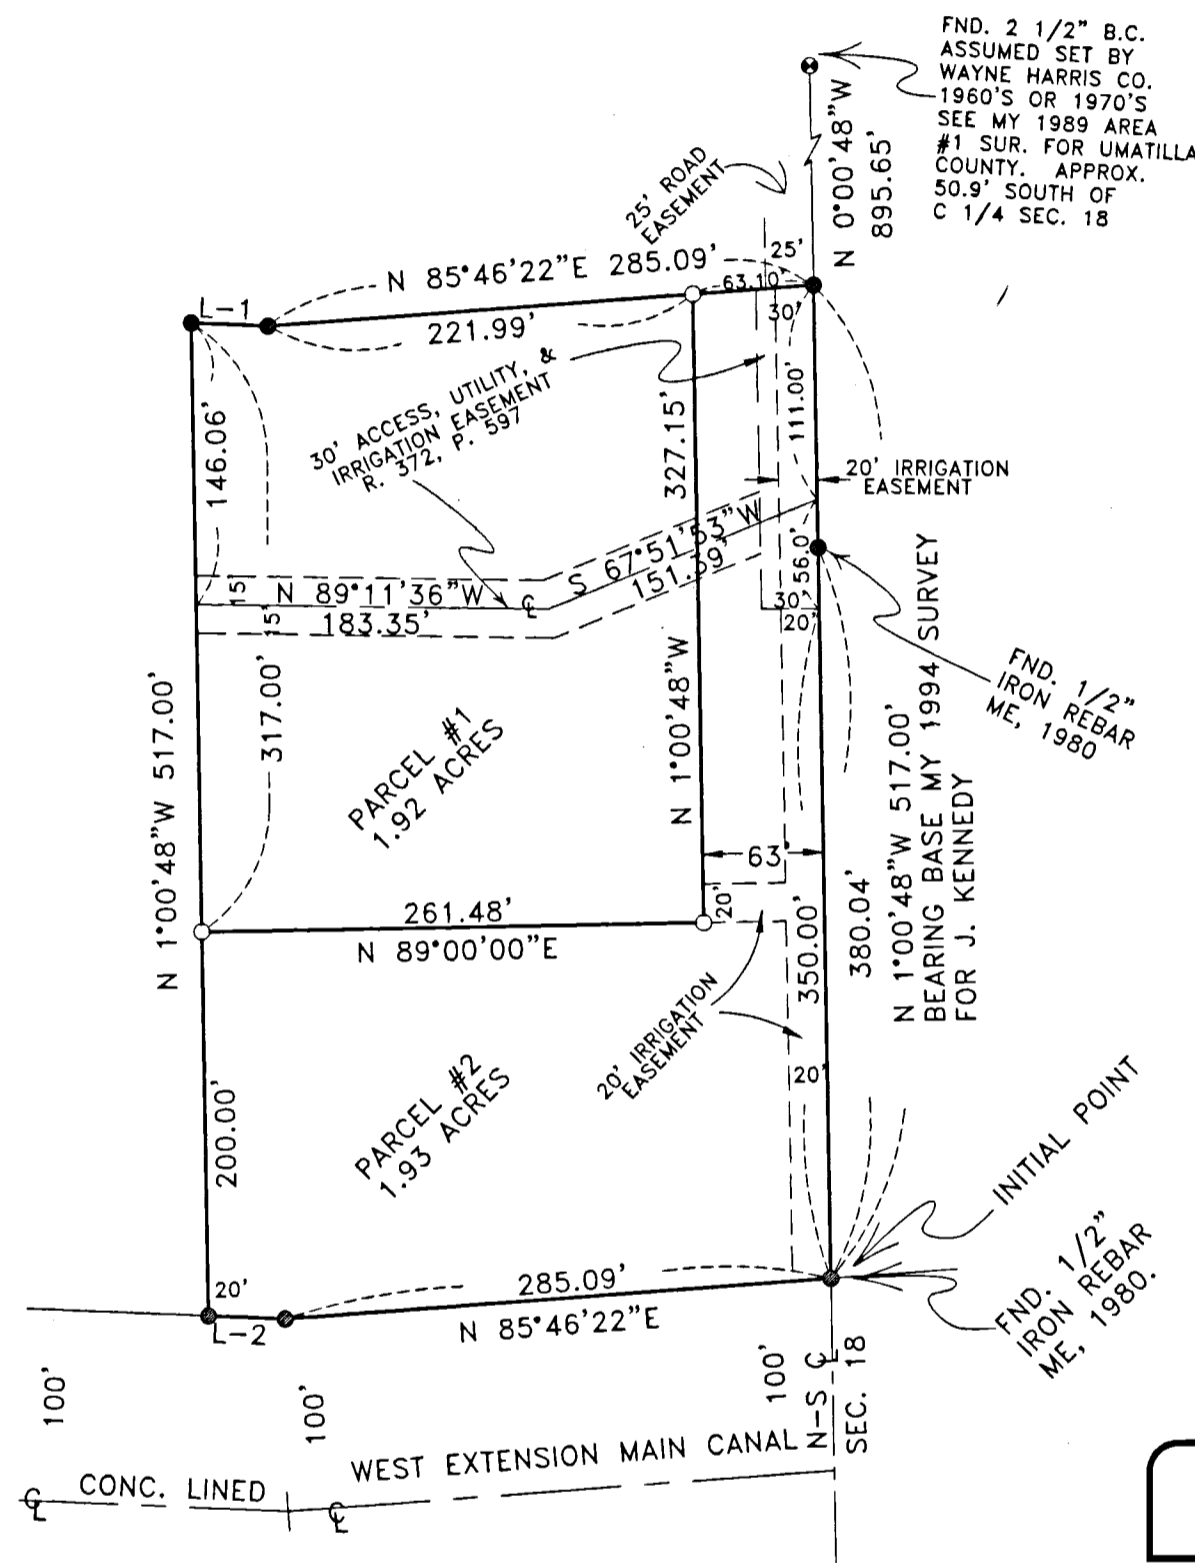 FND. 2 1/2" B.C.
ASSUMED SET BY
WAYNE HARRIS CO.
1960'S OR 1970'S
SEE MY 1989 AREA
#1 SUR. FOR UMATILLA
COUNTY. APPROX.
50.9' SOUTH OF
C 1/4 SEC. 18
N 0°00'48"W
895.65'
25' ROAD
EASEMENT
25'
N 85°46'22"E 285.09'
63.10'
30'
L-1
221.99'
30' ACCESS, UTILITY, &
IRRIGATION EASEMENT
R. 372, P. 597
146.06'
327.15'
111.00'
20' IRRIGATION
EASEMENT
S 67°51'53"W
151.39'
15'
N 89°11'36"W
℄
183.35'
15'
56.0'
30'
20'
FND. 1/2"
IRON REBAR
ME, 1980
N 1°00'48"W 517.00'
317.00'
PARCEL #1
1.92 ACRES
N 1°00'48"W
63'
20'
261.48'
N 89°00'00"E
350.00'
380.04'
N 1°00'48"W 517.00'
BEARING BASE MY 1994 SURVEY
FOR J. KENNEDY
20' IRRIGATION
EASEMENT
20'
PARCEL #2
1.93 ACRES
200.00'
INITIAL POINT
FND. 1/2"
IRON REBAR
ME, 1980.
20'
L-2
285.09'
N 85°46'22"E
100'
100'
100'
N-S ℄
SEC. 18
WEST EXTENSION MAIN CANAL
℄
CONC. LINED
℄